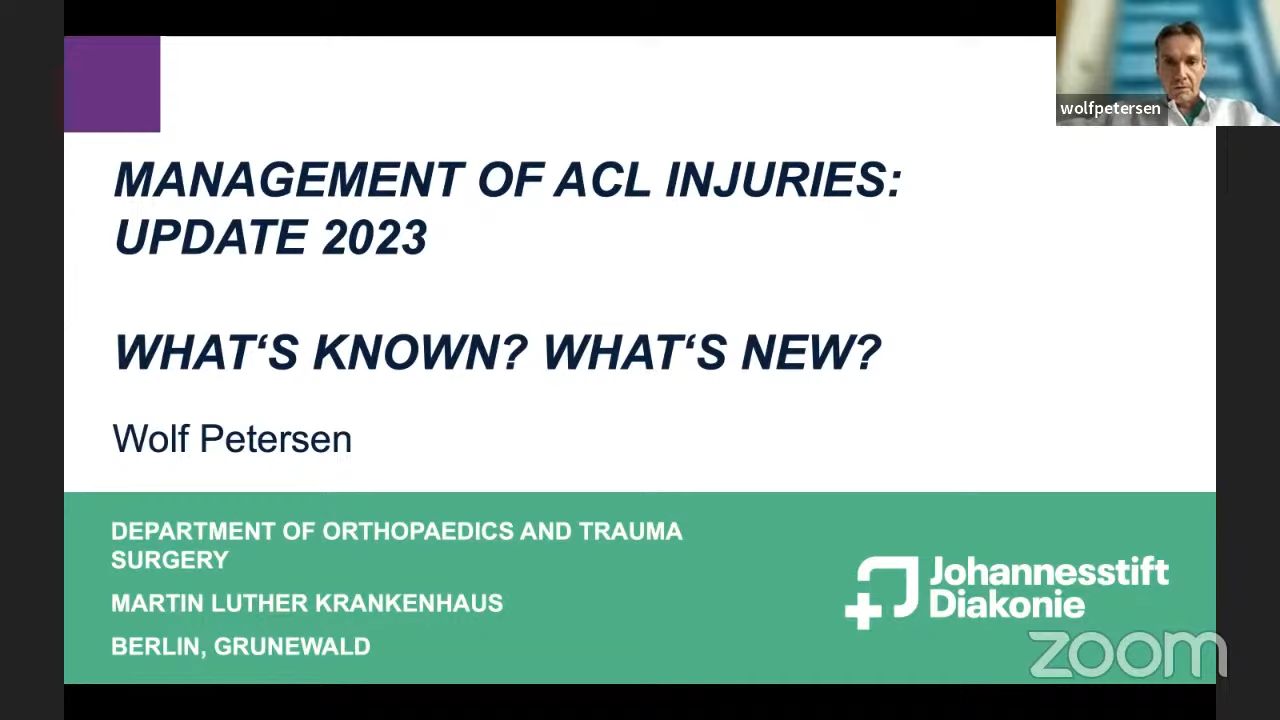 wolfpetersen
MANAGEMENT OF ACL INJURIES:
UPDATE 2023
WHAT‘S KNOWN? WHAT‘S NEW?
Wolf Petersen
DEPARTMENT OF ORTHOPAEDICS AND TRAUMA
SURGERY
MARTIN LUTHER KRANKENHAUS
BERLIN, GRUNEWALD
Johannesstift
Diakonie
zoom